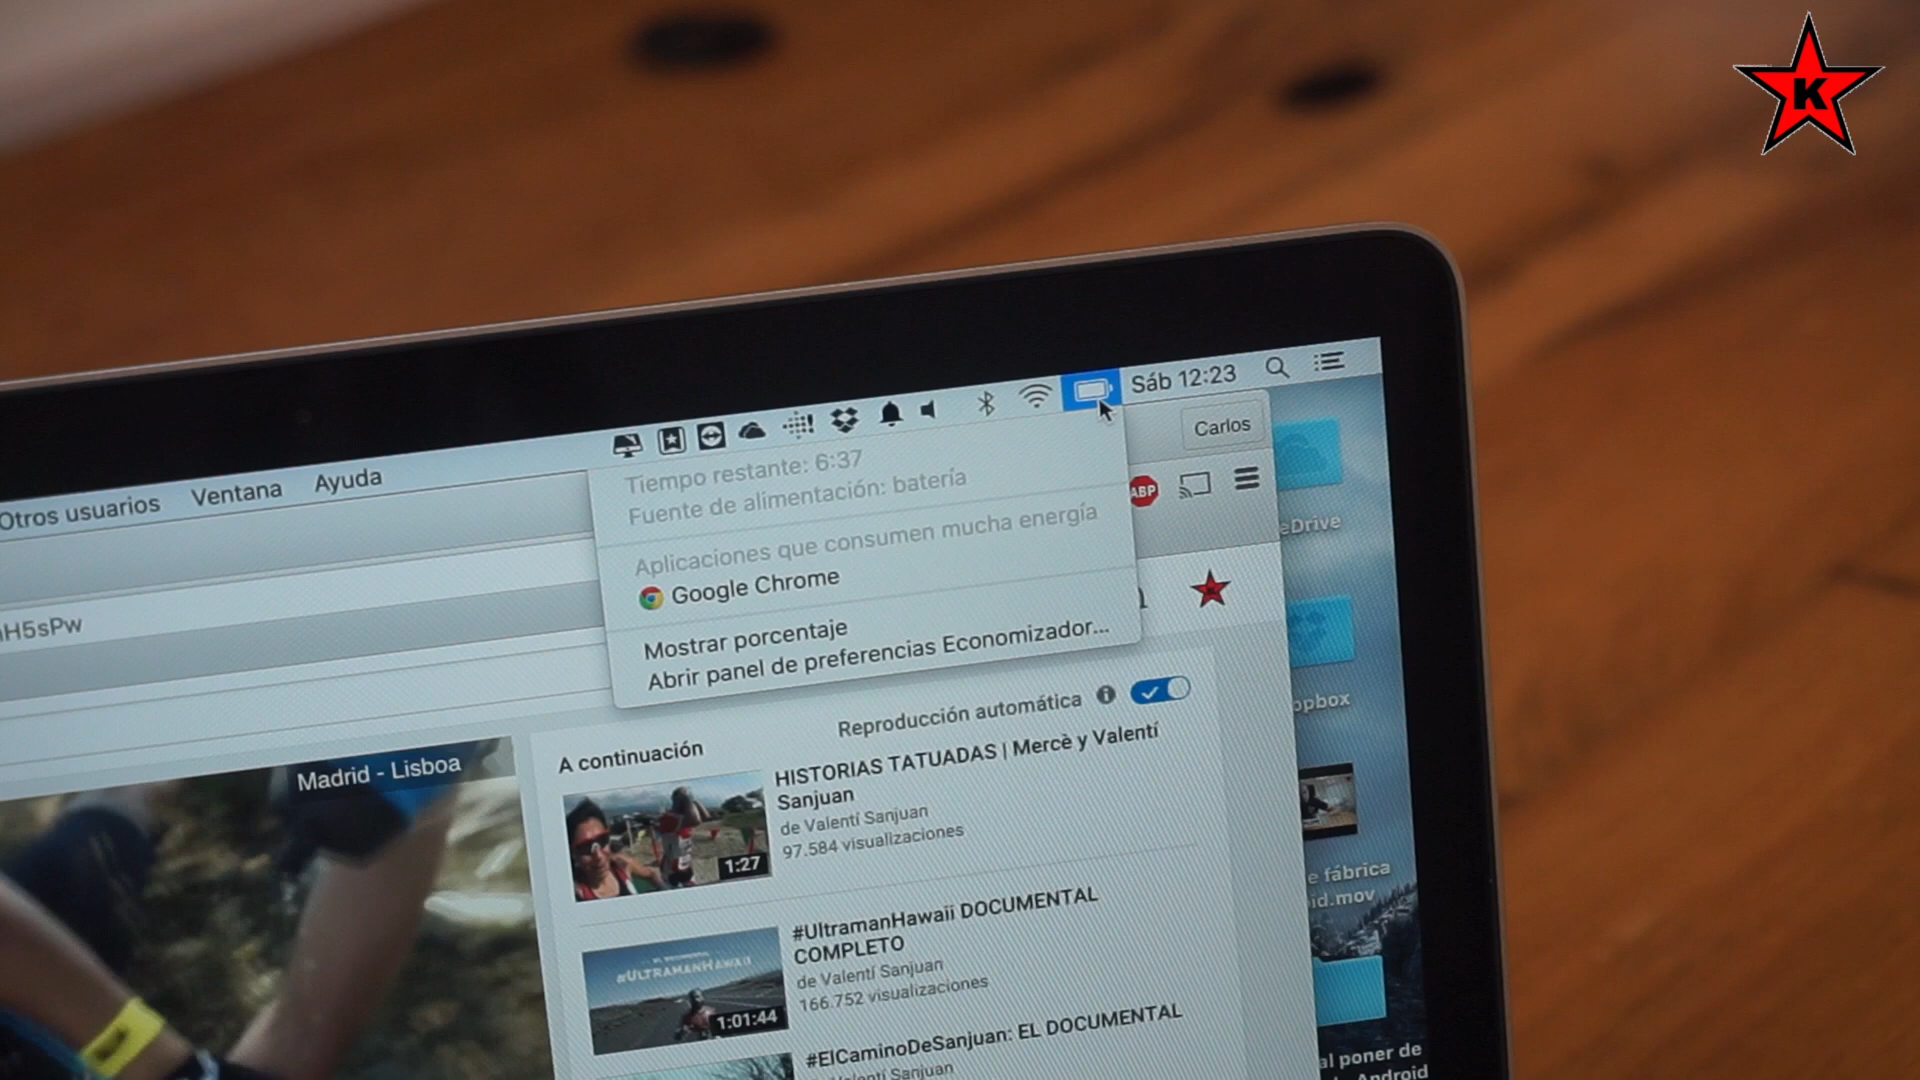 K
Sáb 12:23
Otros usuarios Ventana Ayuda
Carlos
Tiempo restante: 6:37
Fuente de alimentación: batería
ABP
Aplicaciones que consumen mucha energía
Google Chrome
eDrive
H5sPw
Mostrar porcentaje
Abrir panel de preferencias Economizador...
opbox
Reproducción automática
A continuación
Madrid - Lisboa
HISTORIAS TATUADAS | Mercè y Valentí
Sanjuan
de Valentí Sanjuan
97.584 visualizaciones
1:27
e fábrica
id.mov
#UltramanHawaii DOCUMENTAL
COMPLETO
de Valentí Sanjuan
166.752 visualizaciones
#ULTRAMANHAWAII
1:01:44
#ElCaminoDeSanjuan: EL DOCUMENTAL
Valentí Sanjuan
al poner de
Android